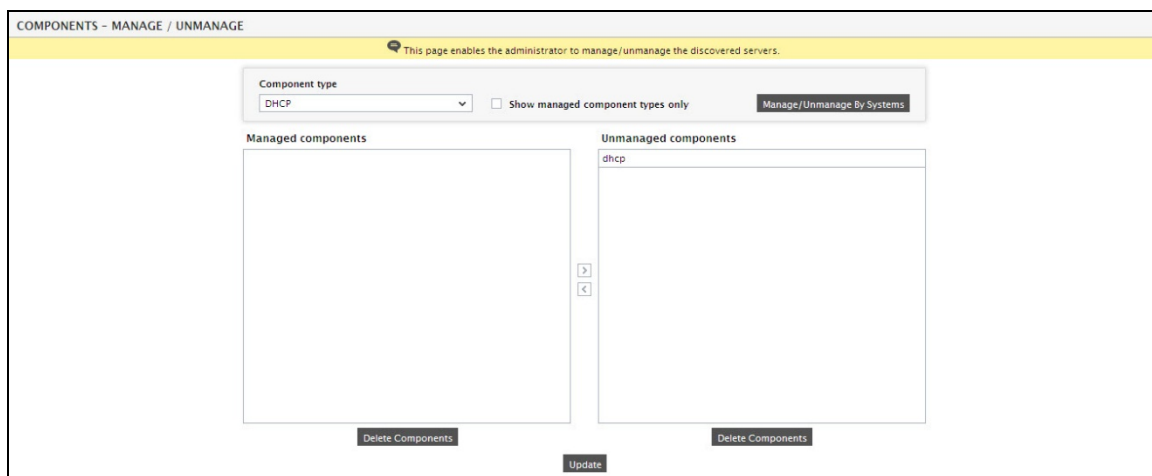 COMPONENTS - MANAGE / UNMANAGE
This page enables the administrator to manage/unmanage the discovered servers.
Component type
DHCP
Show managed component types only
Manage/Unmanage By Systems
Managed components
Unmanaged components
dhcp
>
<
Delete Components
Delete Components
Update